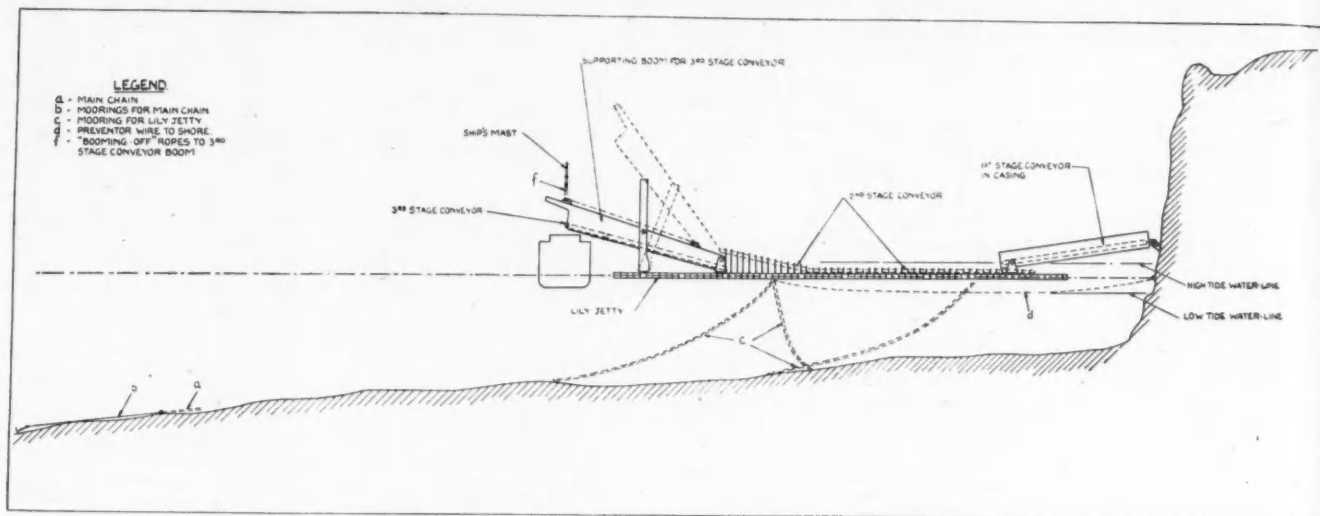 LEGEND.
a - MAIN CHAIN
b - MOORINGS FOR MAIN CHAIN
c - MOORING FOR LILY JETTY
d - PREVENTOR WIRE TO SHORE.
f - "BOOMING OFF" ROPES TO 3RD
STAGE CONVEYOR BOOM
SUPPORTING BOOM FOR 3RD STAGE CONVEYOR
SHIP'S MAST
f
3RD STAGE CONVEYOR
2ND STAGE CONVEYOR
1ST STAGE CONVEYOR
IN CASING
LILY JETTY
HIGH TIDE WATER-LINE
LOW TIDE WATER-LINE
d
c
b
a